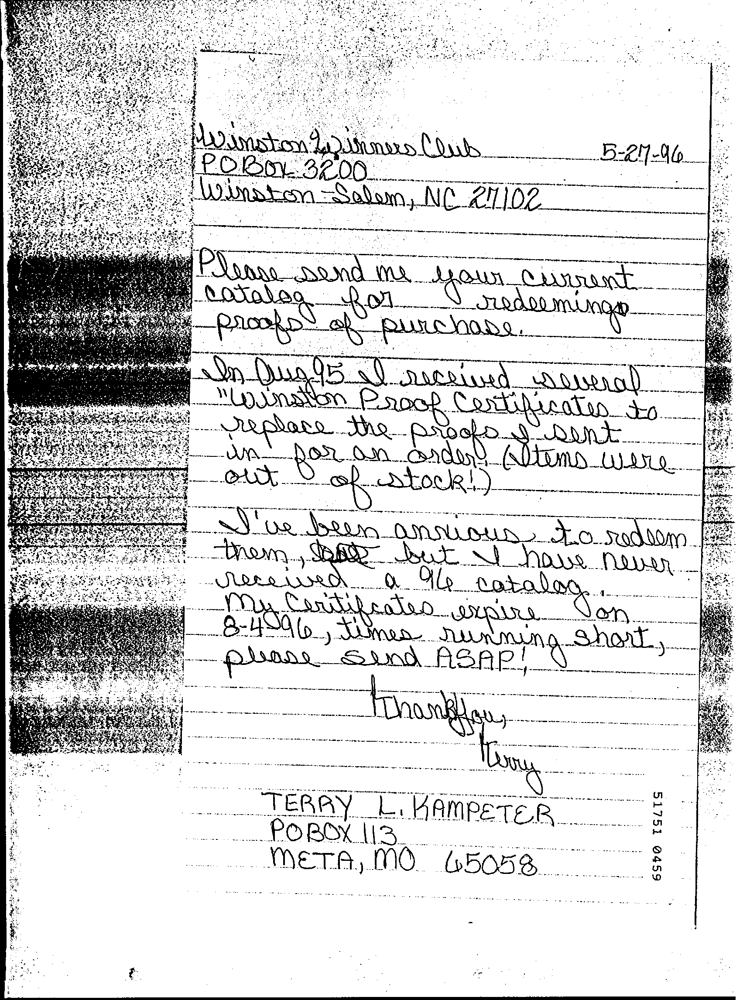 Winston Winners Club 5-27-96
PO Box 3200
Winston-Salem, NC 27102
Please send me your current
catalog for redeeming
proofs of purchase.
In Aug 95 I received several
"Winston Proof Certificates to
replace the proofs I sent
in for an order! (Items were
out of stock!)
I've been anxious to redeem
them, but I have never
received a 96 catalog.
My Ceritifcates expire on
8-4-96, times running short,
please send ASAP!
Thank You,
Terry
TERRY L. KAMPETER
PO BOX 113
META, MO 65058
51751 0459